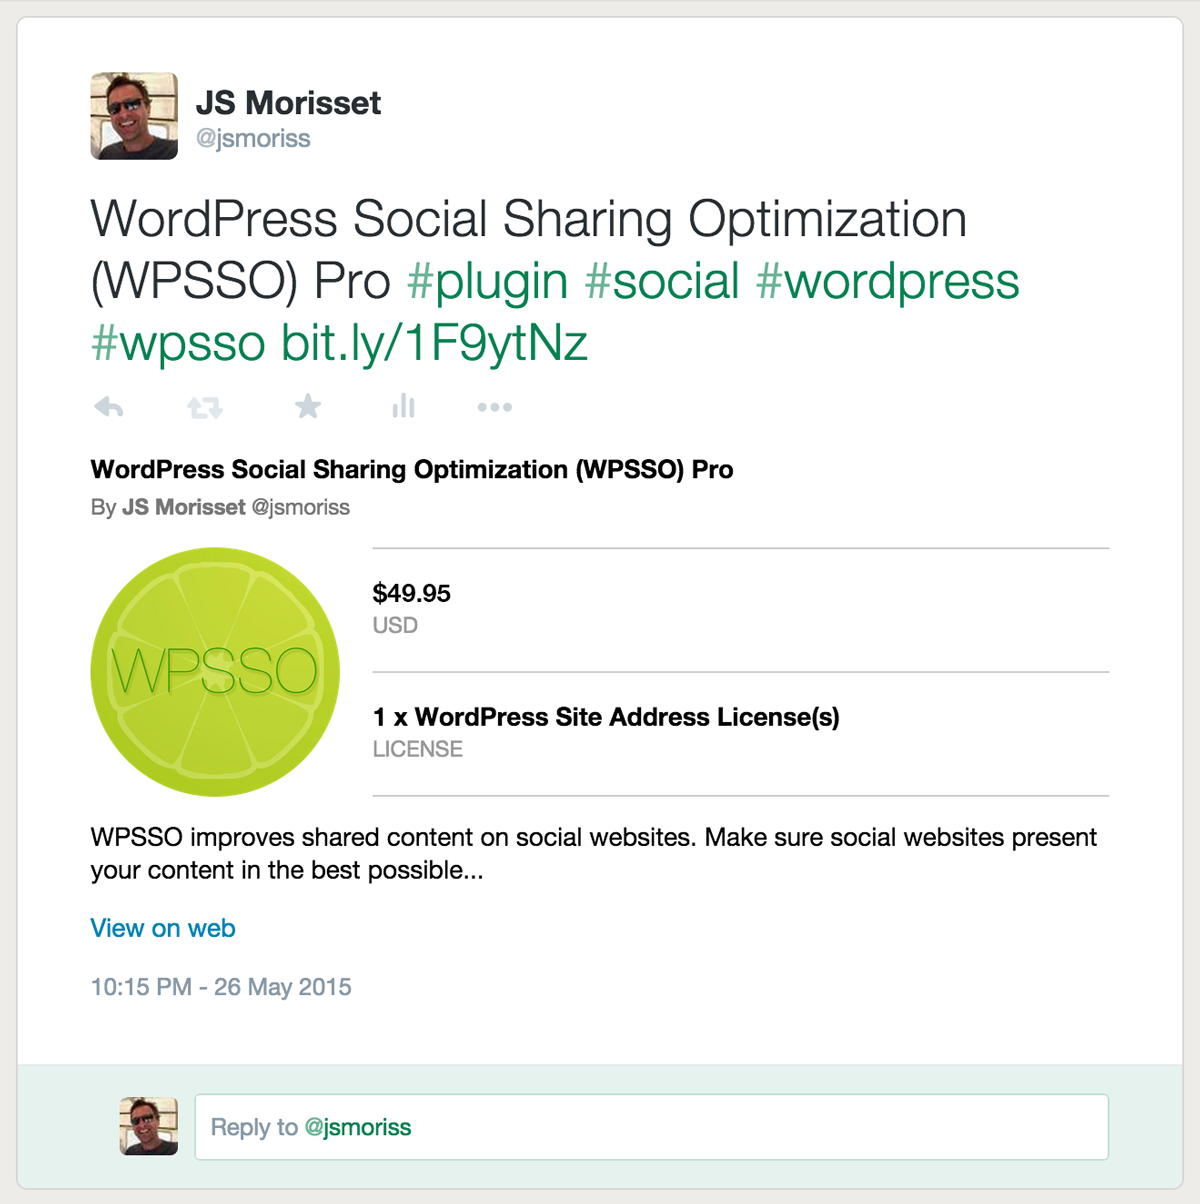 JS Morisset
@jsmoriss
WordPress Social Sharing Optimization
(WPSSO) Pro #plugin #social #wordpress
#wpsso bit.ly/1F9ytNz
WordPress Social Sharing Optimization (WPSSO) Pro
By JS Morisset @jsmoriss
$49.95
USD
WPSSO
1 x WordPress Site Address License(s)
LICENSE
WPSSO improves shared content on social websites. Make sure social websites present
your content in the best possible...
View on web
10:15 PM - 26 May 2015
Reply to @jsmoriss